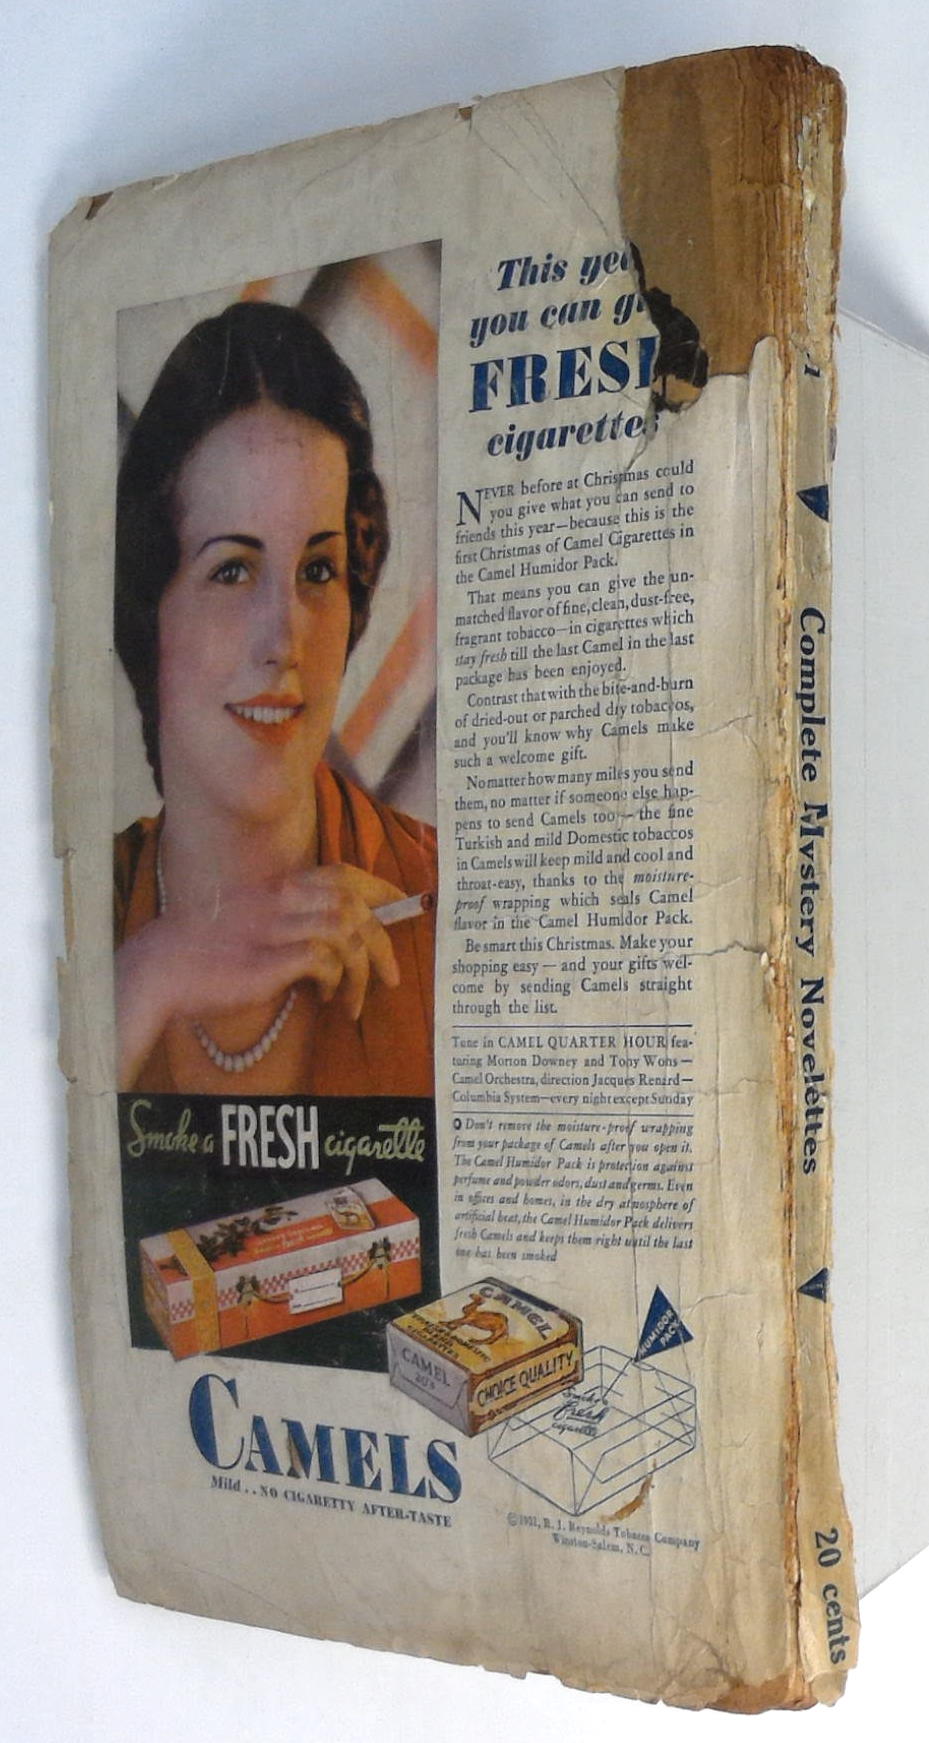 This yea
you can gi
FRESH
cigarettes
NEVER before at Christmas could
you give what you can send to
friends this year—because this is the
first Christmas of Camel Cigarettes in
the Camel Humidor Pack.
That means you can give the un-
matched flavor of fine, clean, dust-free,
fragrant tobacco—in cigarettes which
stay fresh till the last Camel in the last
package has been enjoyed.
Contrast that with the bite-and-burn
of dried-out or parched dry tobaccos,
and you'll know why Camels make
such a welcome gift.
No matter how many miles you send
them, no matter if someone else hap-
pens to send Camels too—the fine
Turkish and mild Domestic tobaccos
in Camels will keep mild and cool and
throat-easy, thanks to the moisture-
proof wrapping which seals Camel
flavor in the Camel Humidor Pack.
Be smart this Christmas. Make your
shopping easy — and your gifts wel-
come by sending Camels straight
through the list.
Tune in CAMEL QUARTER HOUR fea-
turing Morton Downey and Tony Wons—
Camel Orchestra, direction Jacques Renard—
Columbia System—every night except Sunday
Don't remove the moisture-proof wrapping
from your package of Camels after you open it.
The Camel Humidor Pack is protection against
perfume and powder odors, dust and germs. Even
in offices and homes, in the dry atmosphere of
artificial heat, the Camel Humidor Pack delivers
fresh Camels and keeps them right until the last
one has been smoked
Smoke a FRESH cigarette
CAMEL
CAMEL
20's
CHOICE QUALITY
HUMIDOR
PACK
Smoke a
fresh
cigarette
CAMELS
Mild . . NO CIGARETTY AFTER-TASTE
© 1931, R. J. Reynolds Tobacco Company
Winston-Salem, N. C.
Complete Mystery Novelettes
20 cents